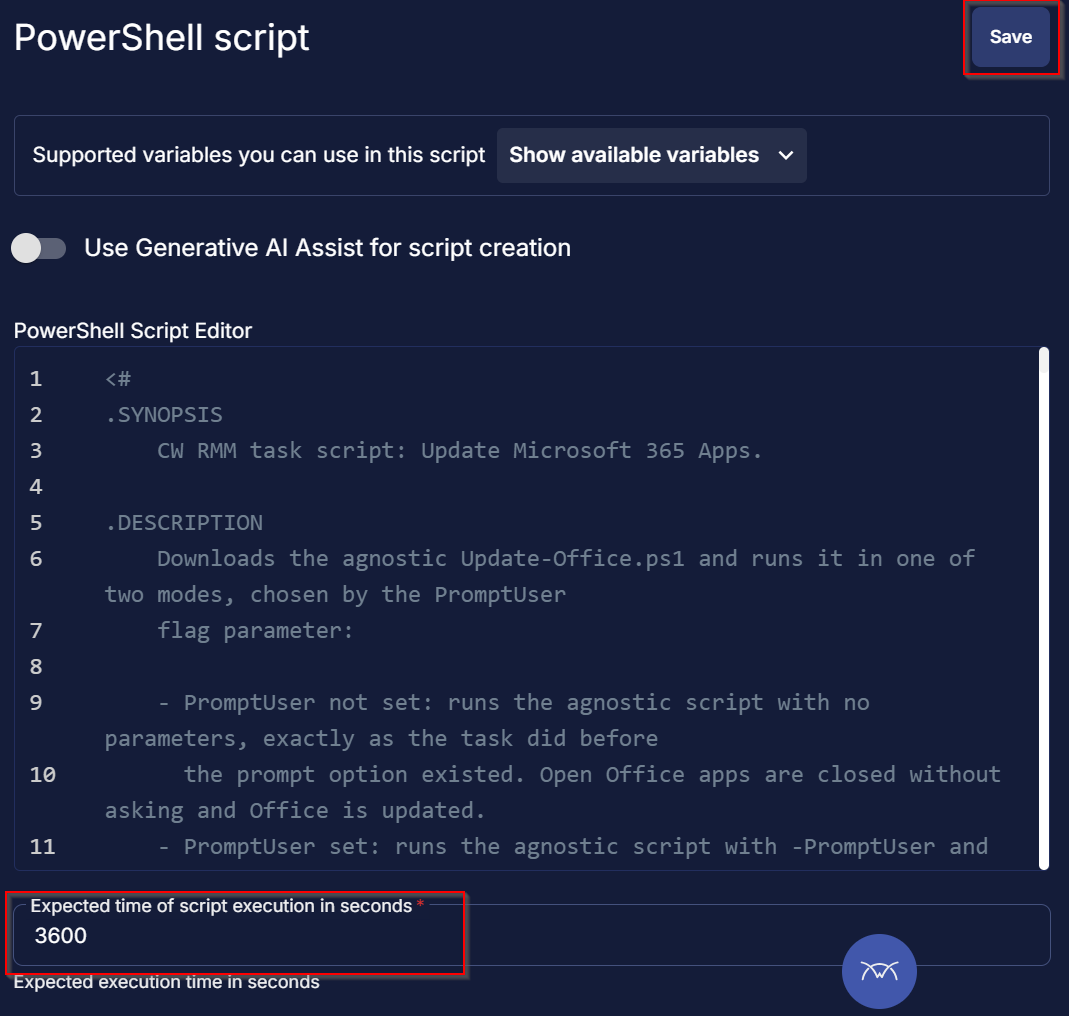 PowerShell script
Save
Supported variables you can use in this script
Show available variables
Use Generative AI Assist for script creation
PowerShell Script Editor
1 <#
2 .SYNOPSIS
3 CW RMM task script: Update Microsoft 365 Apps.
4
5 .DESCRIPTION
6 Downloads the agnostic Update-Office.ps1 and runs it in one of
two modes, chosen by the PromptUser
7 flag parameter:
8
9 - PromptUser not set: runs the agnostic script with no
parameters, exactly as the task did before
10 the prompt option existed. Open Office apps are closed without
asking and Office is updated.
11 - PromptUser set: runs the agnostic script with -PromptUser and
Expected time of script execution in seconds *
3600
Expected execution time in seconds